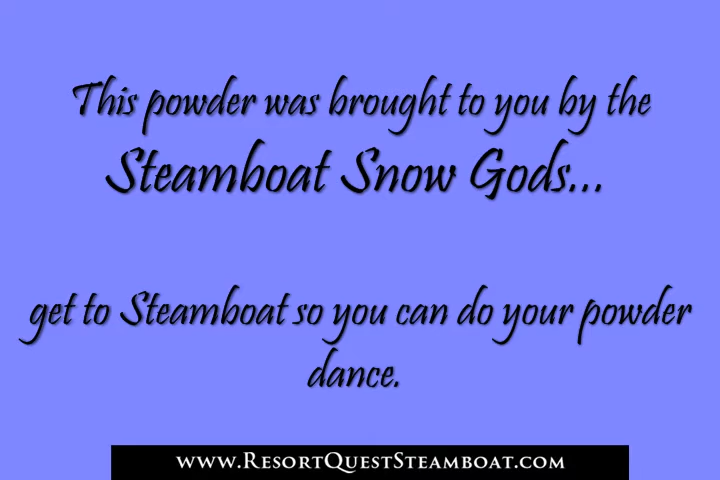 This powder was brought to you by the
Steamboat Snow Gods...
get to Steamboat so you can do your powder
dance.
www.ResortQuestSteamboat.com